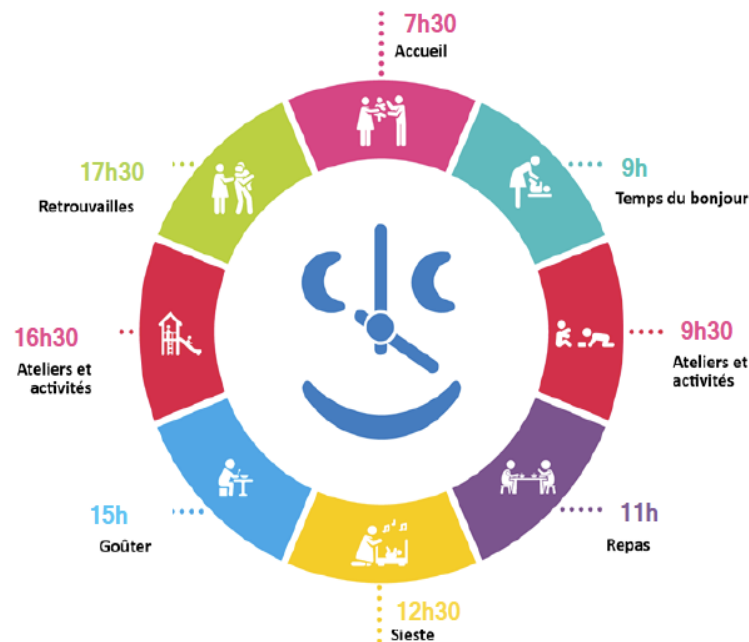 7h30
Accueil
9h
Temps du bonjour
9h30
Ateliers et
activités
11h
Repas
12h30
Sieste
15h
Goûter
16h30
Ateliers et
activités
17h30
Retrouvailles